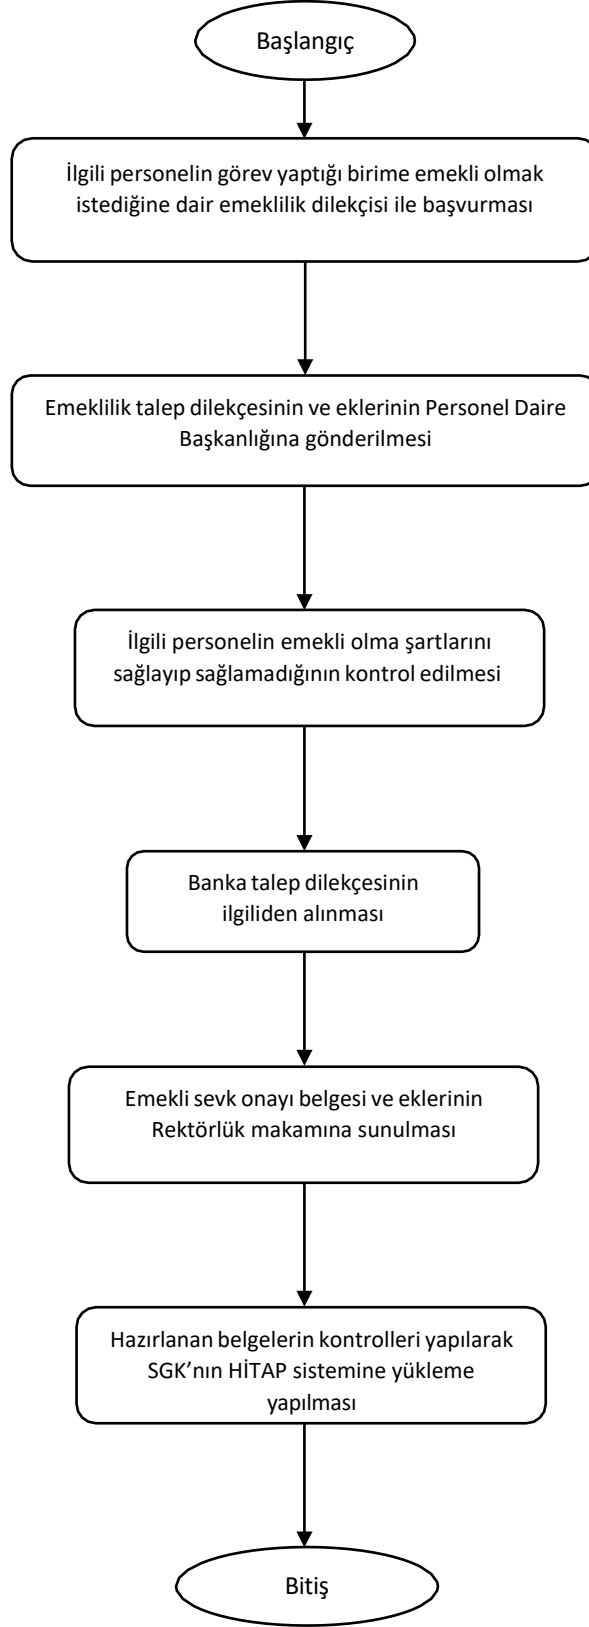 Başlangıç
İlgili personelin görev yaptığı birime emekli olmak
istediğine dair emeklilik dilekçisi ile başvurması
Emeklilik talep dilekçesinin ve eklerinin Personel Daire
Başkanlığına gönderilmesi
İlgili personelin emekli olma şartlarını
sağlayıp sağlamadığının kontrol edilmesi
Banka talep dilekçesinin
ilgiliden alınması
Emekli sevk onayı belgesi ve eklerinin
Rektörlük makamına sunulması
Hazırlanan belgelerin kontrolleri yapılarak
SGK’nın HİTAP sistemine yükleme
yapılması
Bitiş